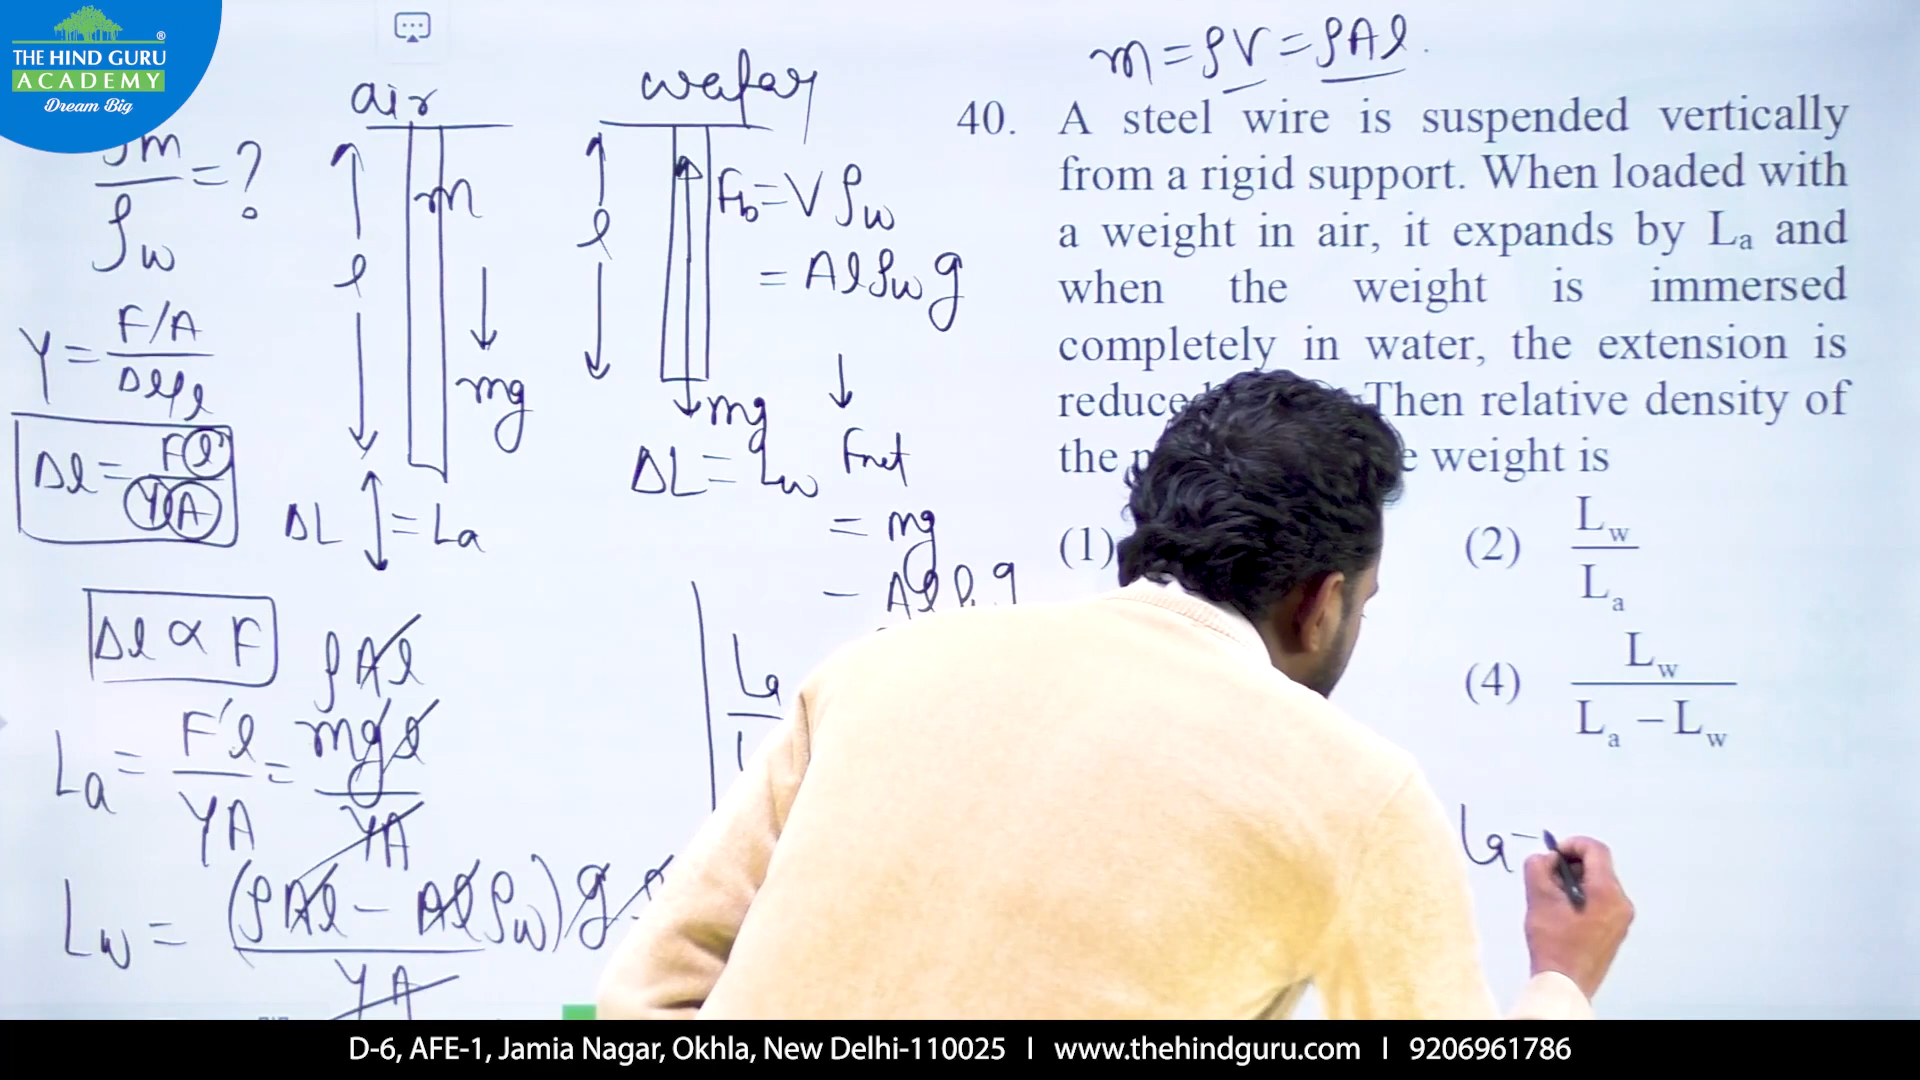 THE HIND GURU
ACADEMY
Dream Big
®
m = ρV = ρAl
air
water
ρm / ρw = ?
l
m
mg
ΔL = La
l
Fb = Vρw
= Alρw g
mg
ΔL = Lw
Fnet
= mg
Y = F/A / Δl/l
Δl = Fl / YA
Δl ∝ F
ρAl
La = Fl / YA = mgl / YA
Lw = (ρAl - Alρw) g / YA
La
40. A steel wire is suspended vertically
from a rigid support. When loaded with
a weight in air, it expands by La and
when the weight is immersed
completely in water, the extension is
Then relative density of
the weight is
(1)
(2) Lw / La
(4) Lw / La – Lw
La –
D-6, AFE-1, Jamia Nagar, Okhla, New Delhi-110025 I www.thehindguru.com I 9206961786